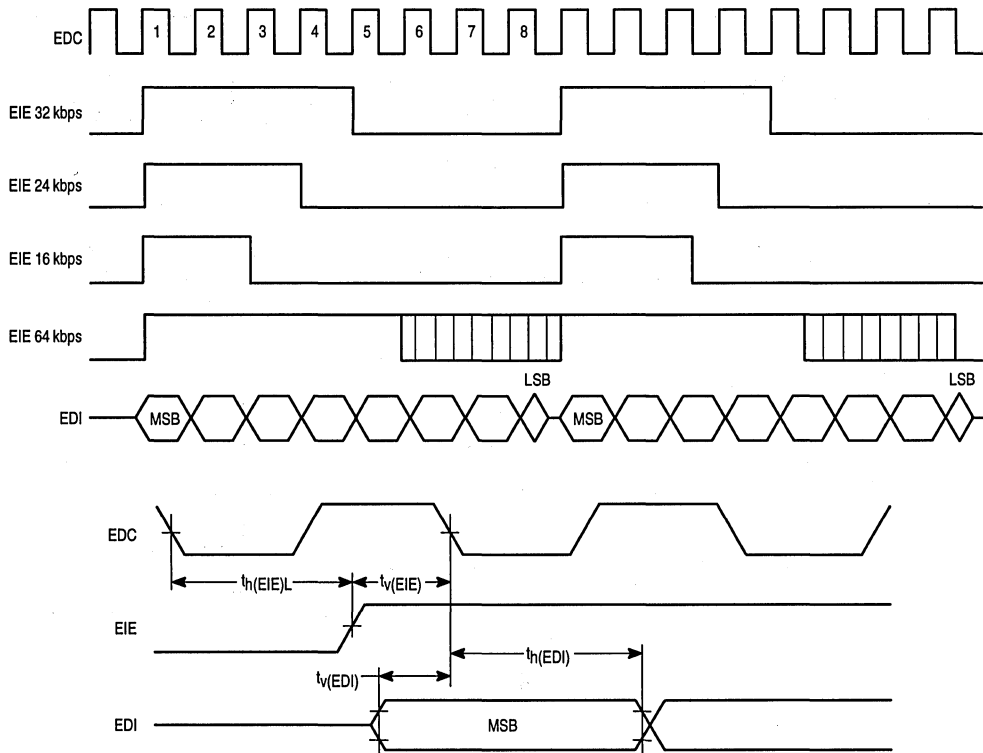 EDC 1 2 3 4 5 6 7 8
EIE 32 kbps
EIE 24 kbps
EIE 16 kbps
EIE 64 kbps
LSB LSB
EDI MSB MSB
EDC
th(EIE)L tv(EIE)
EIE
th(EDI)
tv(EDI)
EDI MSB